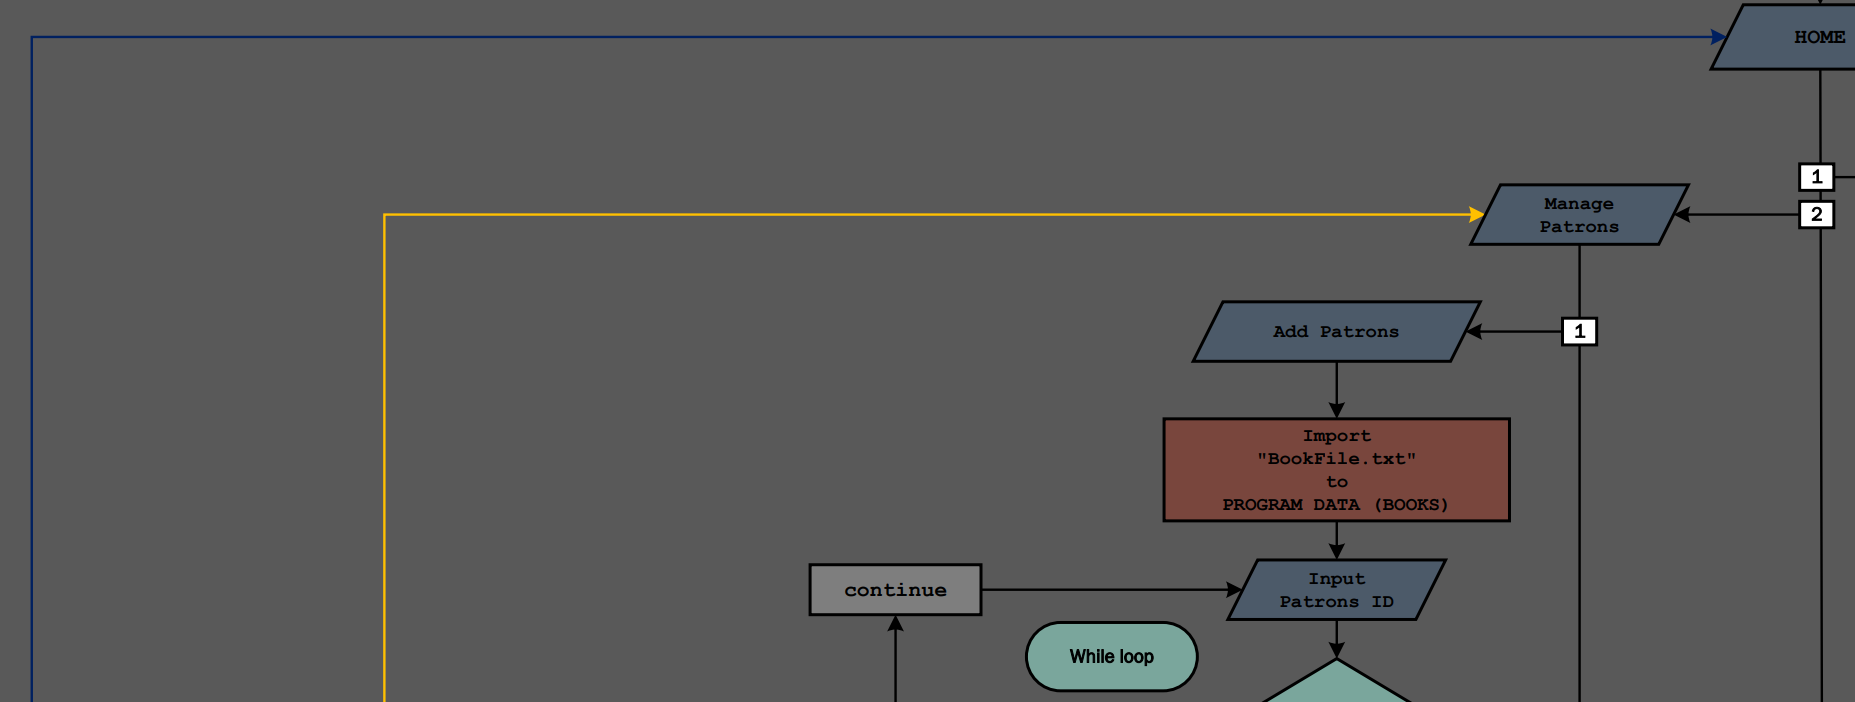 HOME
1
2
Manage
Patrons
1
Add Patrons
Import
"BookFile.txt"
to
PROGRAM DATA (BOOKS)
continue
Input
Patrons ID
While loop